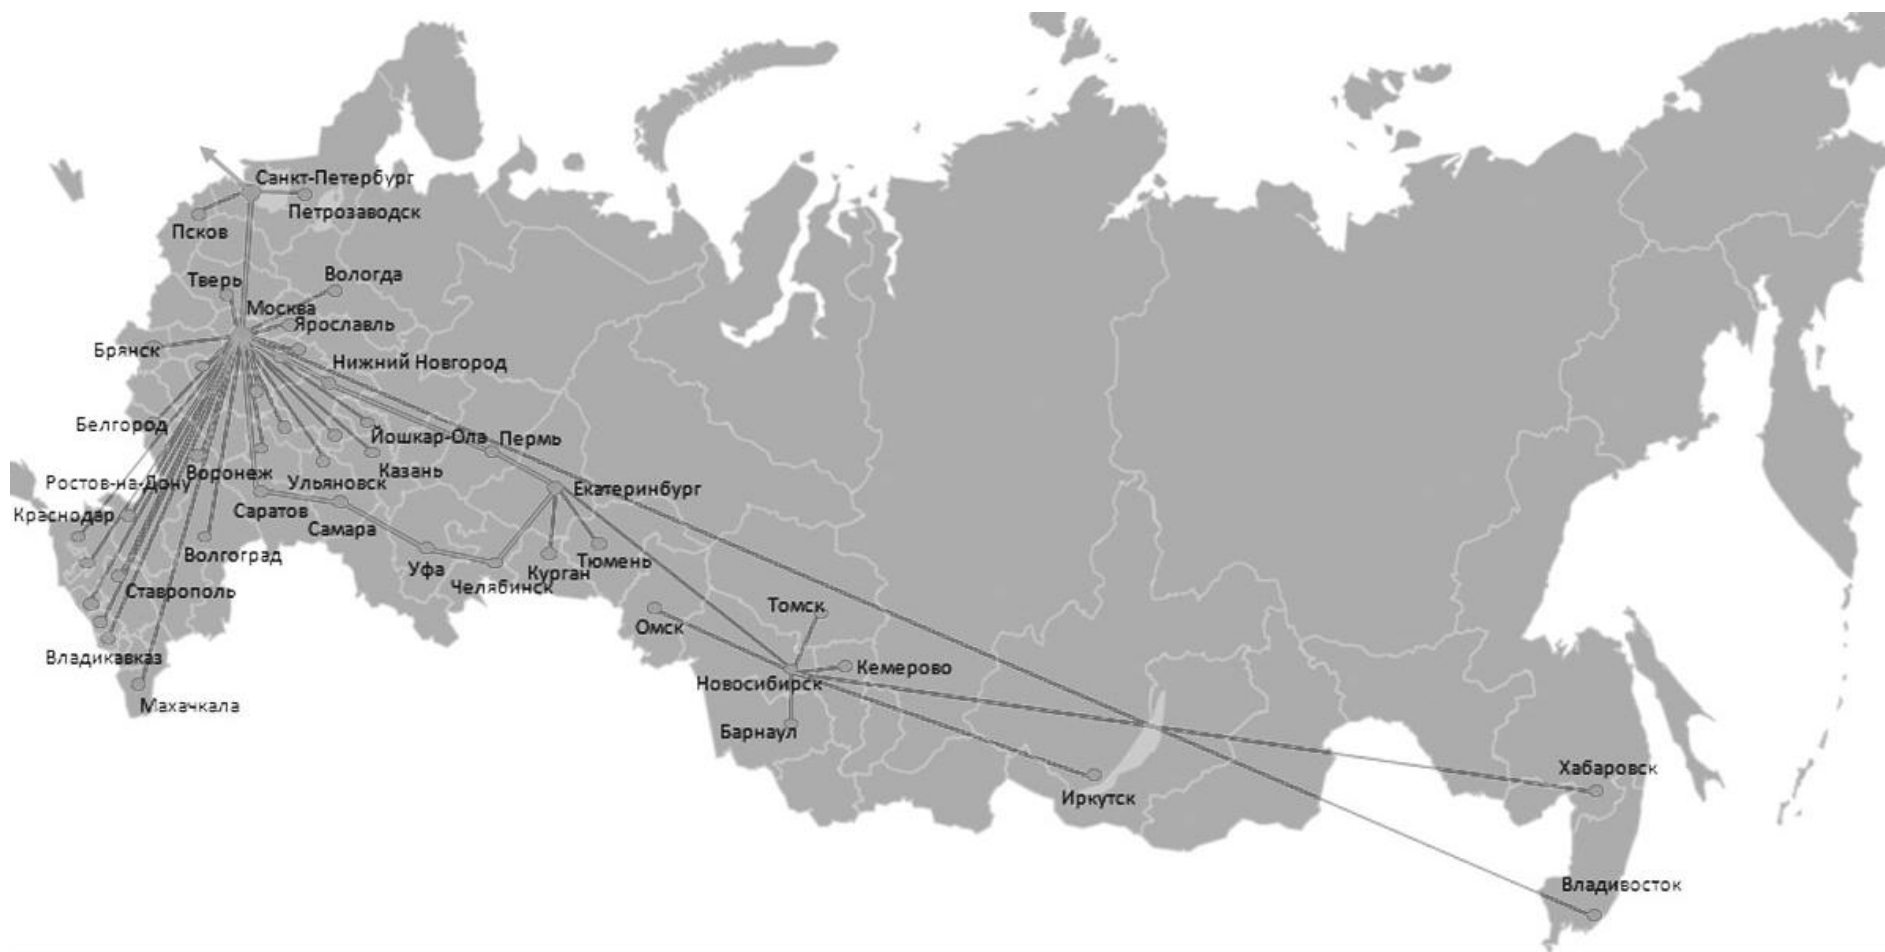 Санкт-Петербург
Петрозаводск
Псков
Вологда
Тверь
Москва
Ярославль
Брянск
Нижний Новгород
Белгород
Йошкар-Ола
Пермь
Казань
Воронеж
Ростов-на-Дону
Ульяновск
Екатеринбург
Краснодар
Саратов
Самара
Волгоград
Уфа
Челябинск
Курган
Тюмень
Ставрополь
Томск
Омск
Владикавказ
Кемерово
Новосибирск
Махачкала
Барнаул
Хабаровск
Иркутск
Владивосток